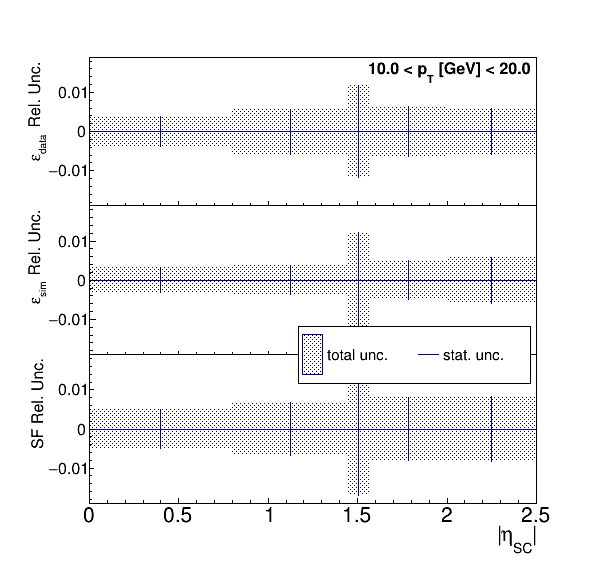 10.0 < p_T [GeV] < 20.0
ε_data Rel. Unc.
0.01
0
−0.01
ε_sim Rel. Unc.
0.01
0
−0.01
total unc.
stat. unc.
SF Rel. Unc.
0.01
0
−0.01
0 0.5 1 1.5 2 2.5
|η_SC|